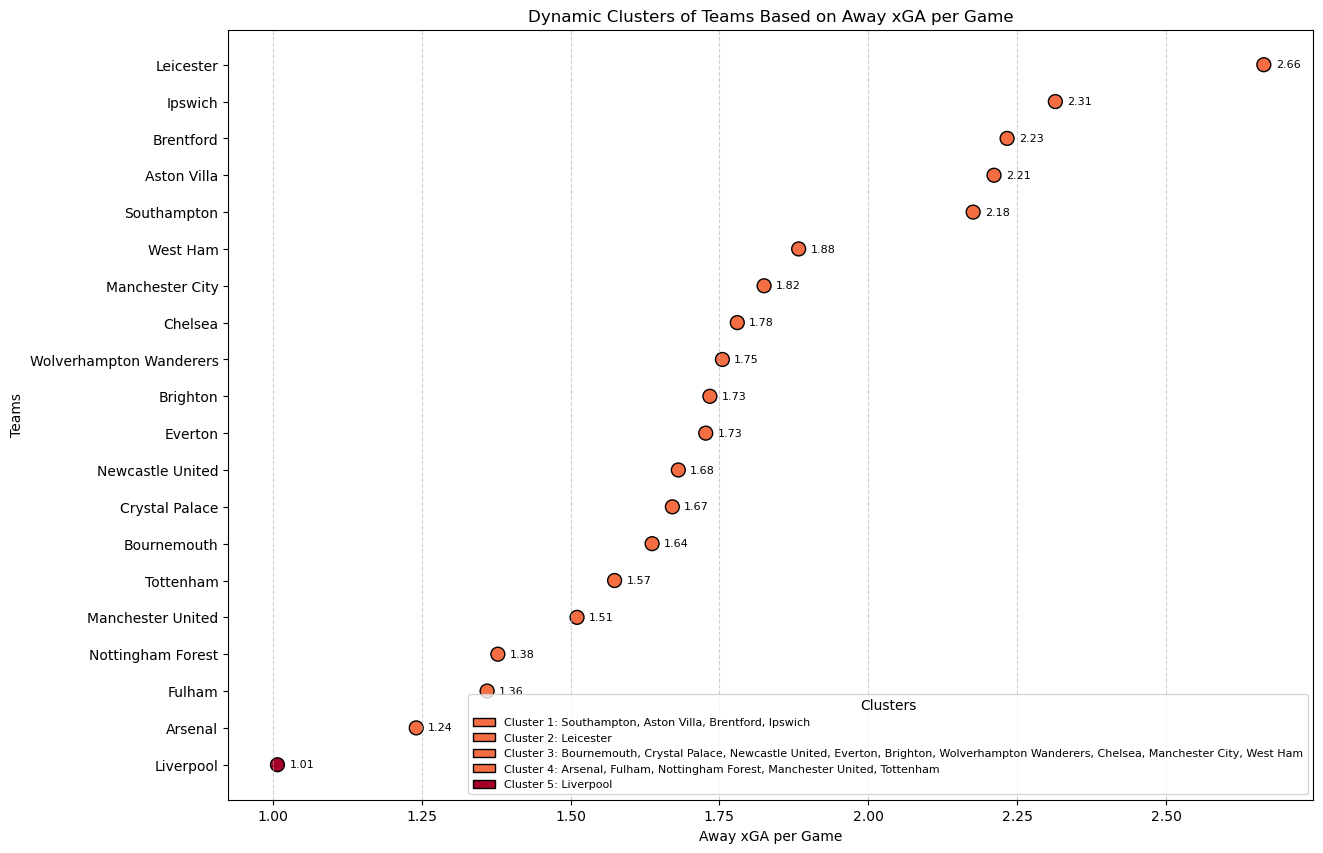 Dynamic Clusters of Teams Based on Away xGA per Game
Teams
Leicester 2.66
Ipswich 2.31
Brentford 2.23
Aston Villa 2.21
Southampton 2.18
West Ham 1.88
Manchester City 1.82
Chelsea 1.78
Wolverhampton Wanderers 1.75
Brighton 1.73
Everton 1.73
Newcastle United 1.68
Crystal Palace 1.67
Bournemouth 1.64
Tottenham 1.57
Manchester United 1.51
Nottingham Forest 1.38
Fulham 1.36
Arsenal 1.24
Liverpool 1.01
Clusters
Cluster 1: Southampton, Aston Villa, Brentford, Ipswich
Cluster 2: Leicester
Cluster 3: Bournemouth, Crystal Palace, Newcastle United, Everton, Brighton, Wolverhampton Wanderers, Chelsea, Manchester City, West Ham
Cluster 4: Arsenal, Fulham, Nottingham Forest, Manchester United, Tottenham
Cluster 5: Liverpool
1.00 1.25 1.50 1.75 2.00 2.25 2.50
Away xGA per Game